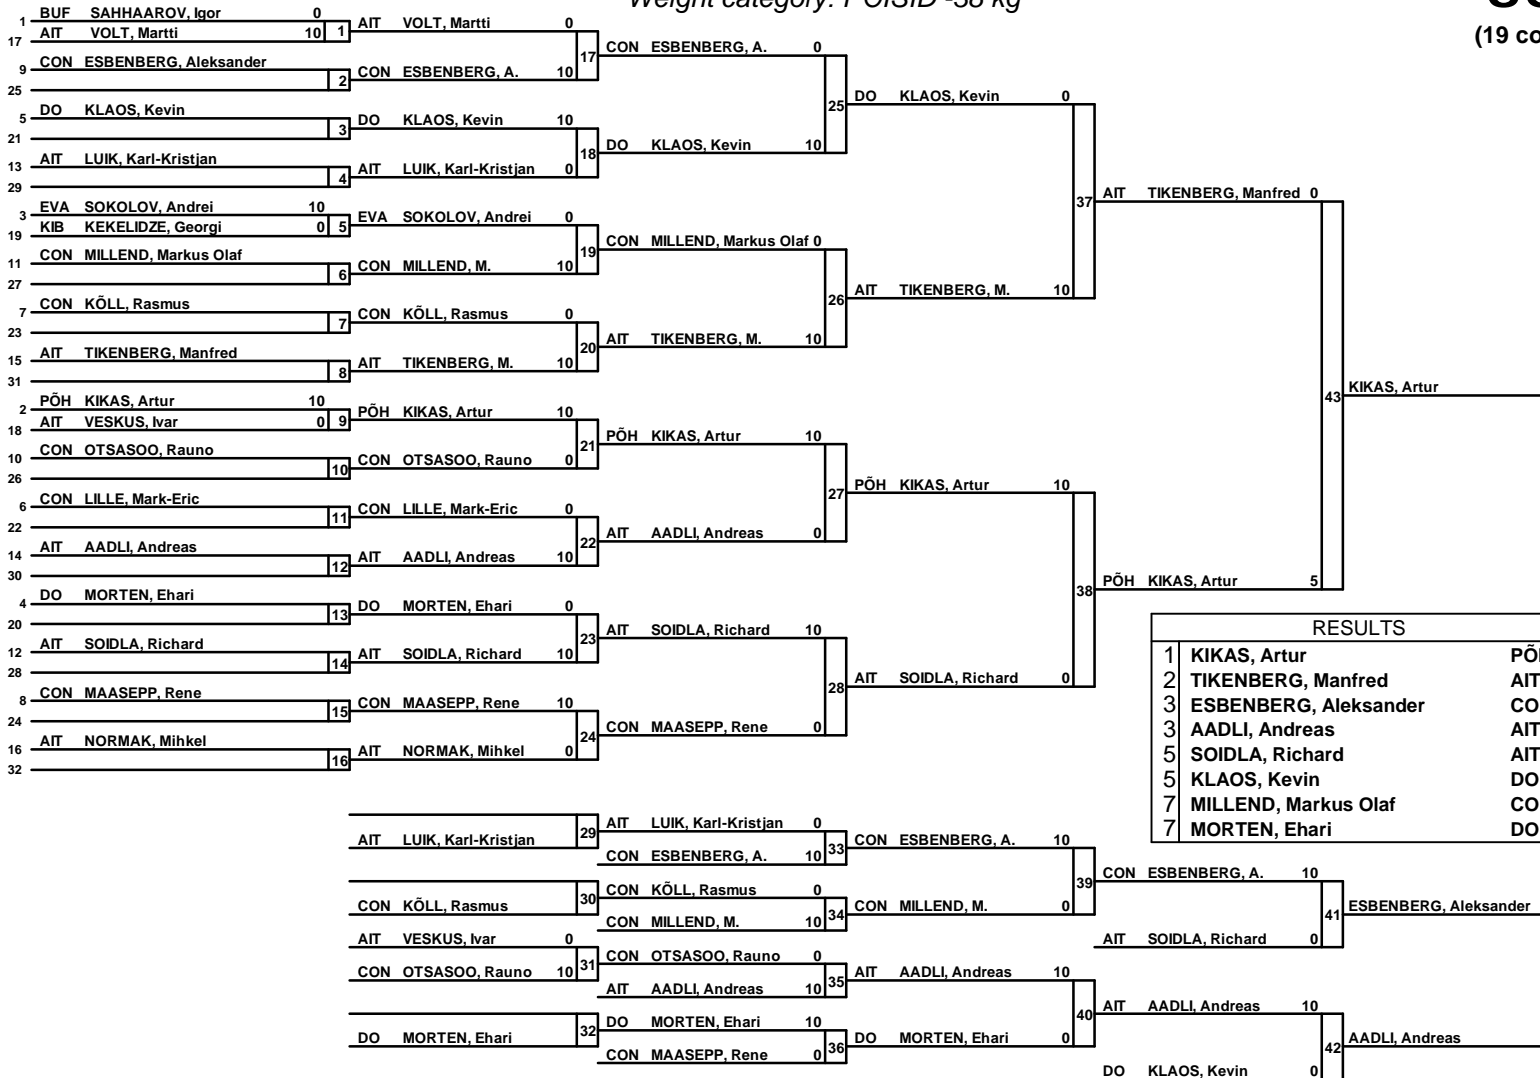 Weight category: POISID -38 kg
(19 co
1 BUF SAHHAAROV, Igor 0
17 AIT VOLT, Martti 10 1
9 CON ESBENBERG, Aleksander
25 2
5 DO KLAOS, Kevin
21 3
13 AIT LUIK, Karl-Kristjan
29 4
3 EVA SOKOLOV, Andrei 10
19 KIB KEKELIDZE, Georgi 0 5
11 CON MILLEND, Markus Olaf
27 6
7 CON KÕLL, Rasmus
23 7
15 AIT TIKENBERG, Manfred
31 8
2 PÕH KIKAS, Artur 10
18 AIT VESKUS, Ivar 0 9
10 CON OTSASOO, Rauno
26 10
6 CON LILLE, Mark-Eric
22 11
14 AIT AADLI, Andreas
30 12
4 DO MORTEN, Ehari
20 13
12 AIT SOIDLA, Richard
28 14
8 CON MAASEPP, Rene
24 15
16 AIT NORMAK, Mihkel
32 16
AIT VOLT, Martti 0
17
CON ESBENBERG, A. 10
DO KLAOS, Kevin 10
18
AIT LUIK, Karl-Kristjan 0
EVA SOKOLOV, Andrei 0
19
CON MILLEND, M. 10
CON KÕLL, Rasmus 0
20
AIT TIKENBERG, M. 10
PÕH KIKAS, Artur 10
21
CON OTSASOO, Rauno 0
CON LILLE, Mark-Eric 0
22
AIT AADLI, Andreas 10
DO MORTEN, Ehari 0
23
AIT SOIDLA, Richard 10
CON MAASEPP, Rene 10
24
AIT NORMAK, Mihkel 0
CON ESBENBERG, A. 0
25
DO KLAOS, Kevin 10
CON MILLEND, Markus Olaf 0
26
AIT TIKENBERG, M. 10
PÕH KIKAS, Artur 10
27
AIT AADLI, Andreas 0
AIT SOIDLA, Richard 10
28
CON MAASEPP, Rene 0
DO KLAOS, Kevin 0
37
AIT TIKENBERG, M. 10
PÕH KIKAS, Artur 10
38
AIT SOIDLA, Richard 0
AIT TIKENBERG, Manfred 0
43
PÕH KIKAS, Artur 5
KIKAS, Artur
RESULTS
1 KIKAS, Artur PÕ
2 TIKENBERG, Manfred AIT
3 ESBENBERG, Aleksander CO
3 AADLI, Andreas AIT
5 SOIDLA, Richard AIT
5 KLAOS, Kevin DO
7 MILLEND, Markus Olaf CO
7 MORTEN, Ehari DO
29
AIT LUIK, Karl-Kristjan
30
CON KÕLL, Rasmus
AIT VESKUS, Ivar 0
31
CON OTSASOO, Rauno 10
32
DO MORTEN, Ehari
AIT LUIK, Karl-Kristjan 0
33
CON ESBENBERG, A. 10
CON KÕLL, Rasmus 0
34
CON MILLEND, M. 10
CON OTSASOO, Rauno 0
35
AIT AADLI, Andreas 10
DO MORTEN, Ehari 10
36
CON MAASEPP, Rene 0
CON ESBENBERG, A. 10
39
CON MILLEND, M. 0
AIT AADLI, Andreas 10
40
DO MORTEN, Ehari 0
CON ESBENBERG, A. 10
41
AIT SOIDLA, Richard 0
AIT AADLI, Andreas 10
42
DO KLAOS, Kevin 0
ESBENBERG, Aleksander
AADLI, Andreas